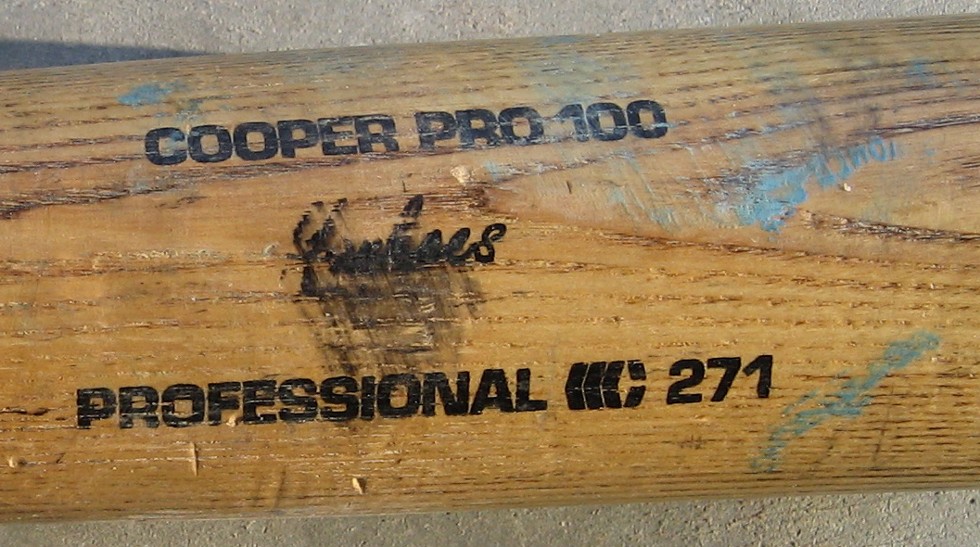 COOPER PRO 100
PROFESSIONAL C 271